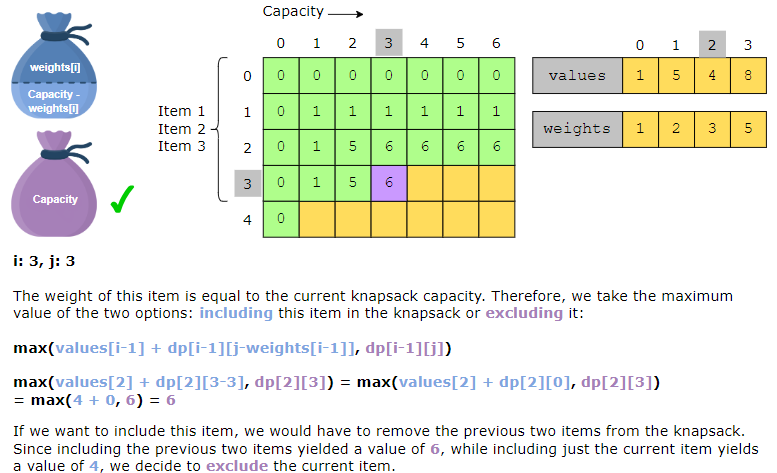 Capacity
0 1 2 3 4 5 6
0 1 2 3
weights[i]
Capacity -
weights[i]
0 0 0 0 0 0 0 0
values 1 5 4 8
Item 1
Item 2
Item 3
1 0 1 1 1 1 1 1
weights 1 2 3 5
2 0 1 5 6 6 6 6
Capacity
3 0 1 5 6
4 0
i: 3, j: 3
The weight of this item is equal to the current knapsack capacity. Therefore, we take the maximum
value of the two options: including this item in the knapsack or excluding it:
max(values[i-1] + dp[i-1][j-weights[i-1]], dp[i-1][j])
max(values[2] + dp[2][3-3], dp[2][3]) = max(values[2] + dp[2][0], dp[2][3])
= max(4 + 0, 6) = 6
If we want to include this item, we would have to remove the previous two items from the knapsack.
Since including the previous two items yielded a value of 6, while including just the current item yields
a value of 4, we decide to exclude the current item.